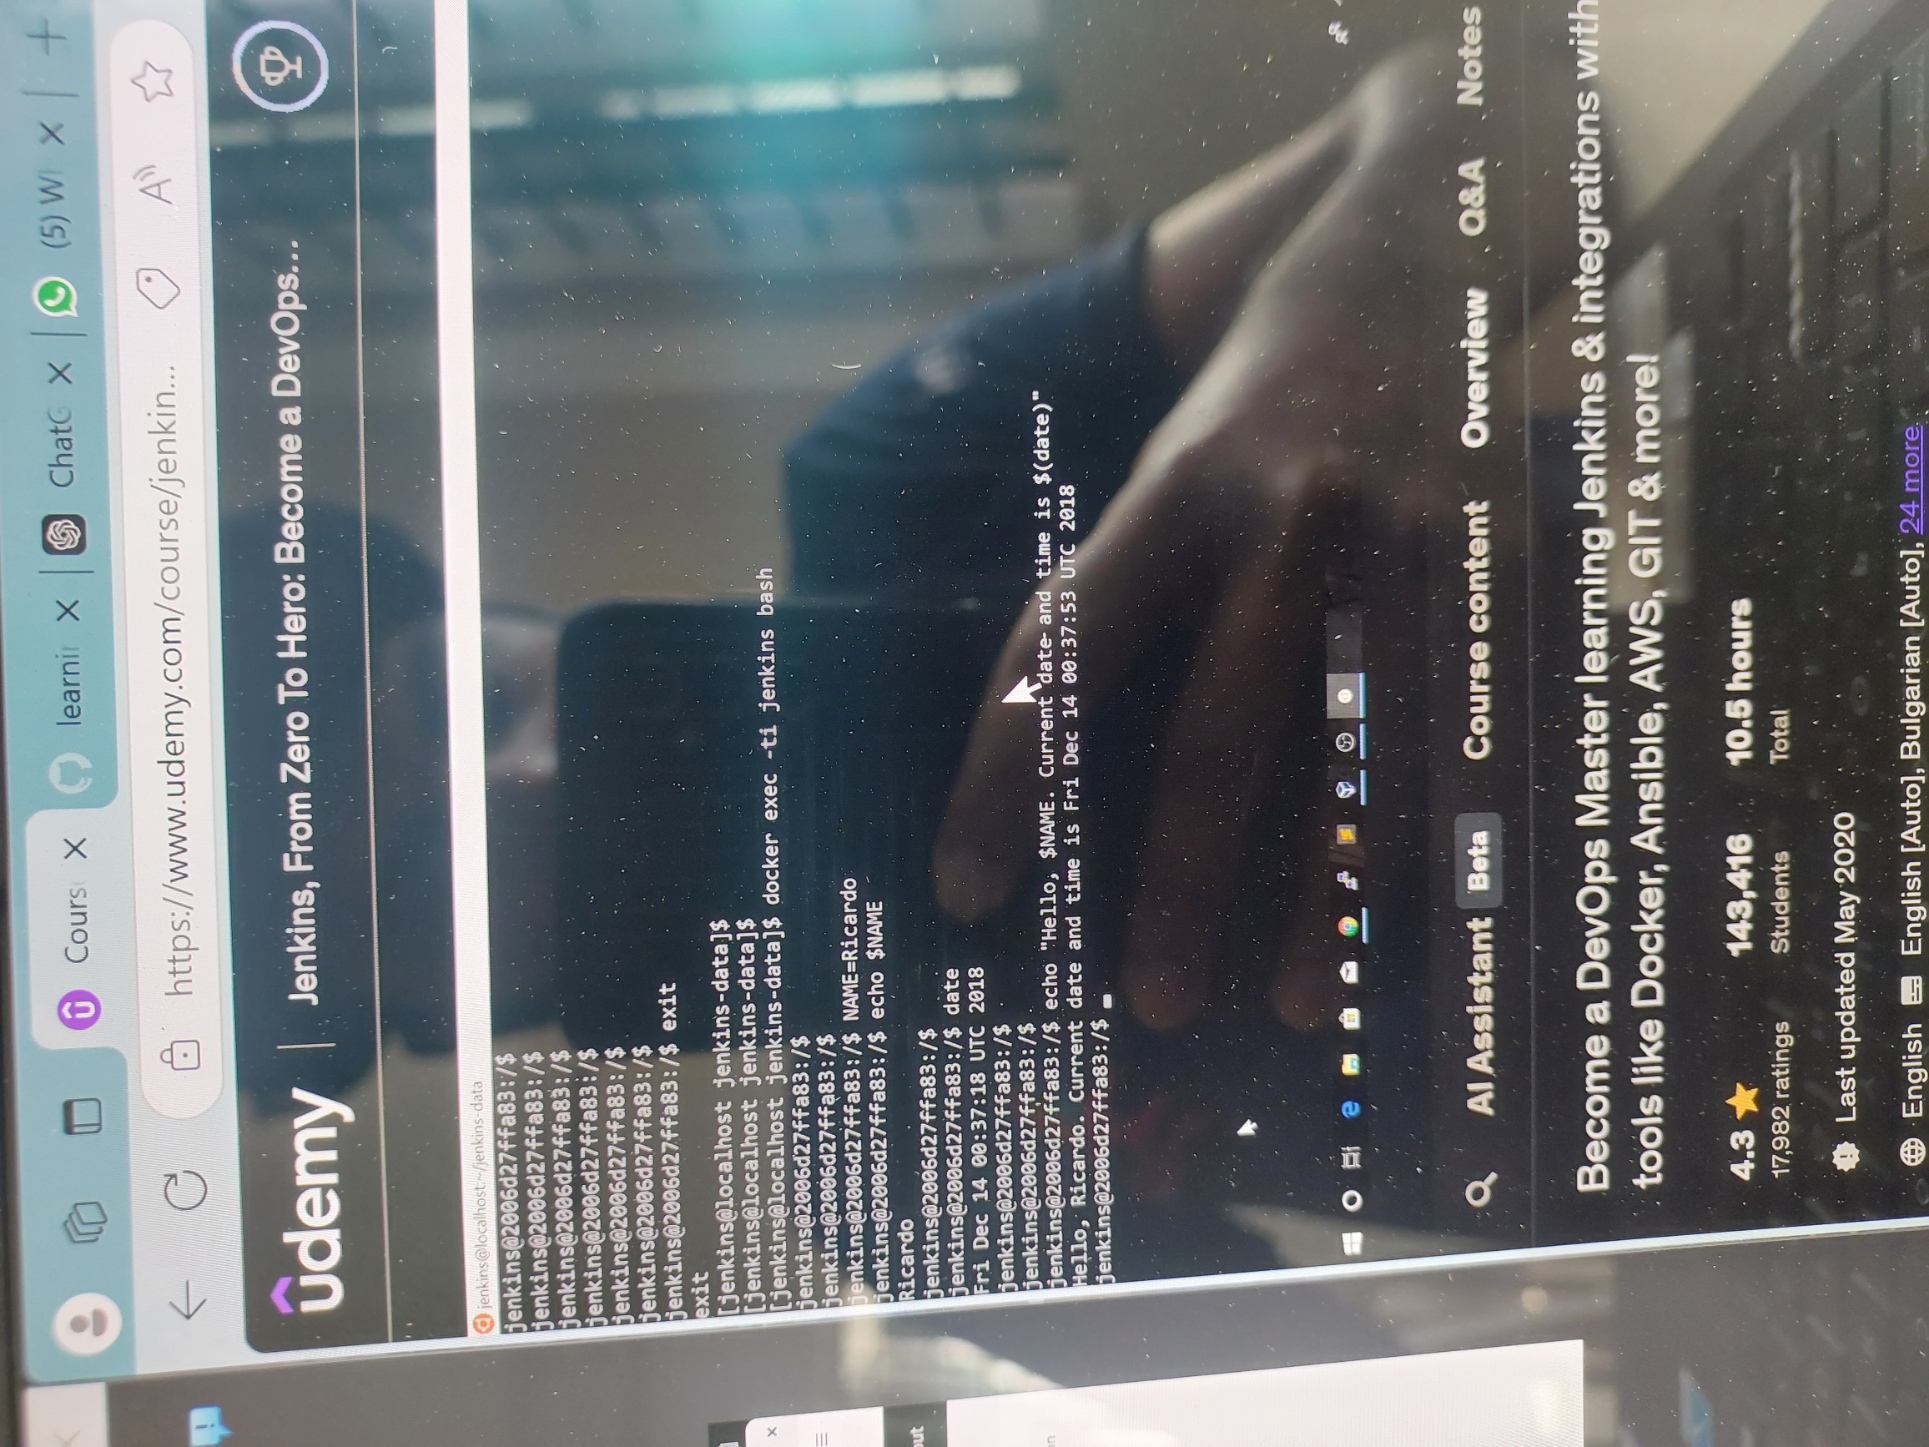 Cours
learnin
ChatG
(5) W
https://www.udemy.com/course/jenkin...
udemy
Jenkins, From Zero To Hero: Become a DevOps...
jenkins@localhost:~/jenkins-data
jenkins@2006d27ffa83:/$
jenkins@2006d27ffa83:/$
jenkins@2006d27ffa83:/$
jenkins@2006d27ffa83:/$
jenkins@2006d27ffa83:/$
jenkins@2006d27ffa83:/$
jenkins@2006d27ffa83:/$ exit
exit
[jenkins@localhost jenkins-data]$
[jenkins@localhost jenkins-data]$
[jenkins@localhost jenkins-data]$ docker exec -ti jenkins bash
jenkins@2006d27ffa83:/$
jenkins@2006d27ffa83:/$
jenkins@2006d27ffa83:/$ NAME=Ricardo
jenkins@2006d27ffa83:/$ echo $NAME
Ricardo
jenkins@2006d27ffa83:/$
jenkins@2006d27ffa83:/$ date
Fri Dec 14 00:37:18 UTC 2018
jenkins@2006d27ffa83:/$
jenkins@2006d27ffa83:/$
jenkins@2006d27ffa83:/$ echo "Hello, $NAME. Current date and time is $(date)"
Hello, Ricardo. Current date and time is Fri Dec 14 00:37:53 UTC 2018
jenkins@2006d27ffa83:/$
AI Assistant Beta Course content Overview Q&A Notes
Become a DevOps Master learning Jenkins & integrations with
tools like Docker, Ansible, AWS, GIT & more!
4.3 143,416 10.5 hours
17,982 ratings Students Total
Last updated May 2020
English English [Auto], Bulgarian [Auto], 24 more